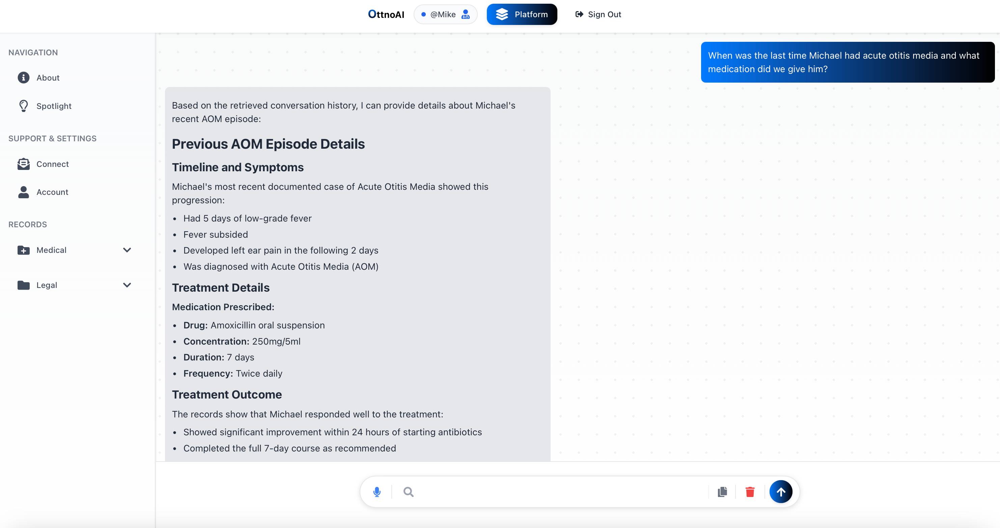 OttnoAI
@Mike
Platform
Sign Out
NAVIGATION
About
Spotlight
SUPPORT & SETTINGS
Connect
Account
RECORDS
Medical
Legal
When was the last time Michael had acute otitis media and what
medication did we give him?
Based on the retrieved conversation history, I can provide details about Michael's
recent AOM episode:
Previous AOM Episode Details
Timeline and Symptoms
Michael's most recent documented case of Acute Otitis Media showed this
progression:
• Had 5 days of low-grade fever
• Fever subsided
• Developed left ear pain in the following 2 days
• Was diagnosed with Acute Otitis Media (AOM)
Treatment Details
Medication Prescribed:
• Drug: Amoxicillin oral suspension
• Concentration: 250mg/5ml
• Duration: 7 days
• Frequency: Twice daily
Treatment Outcome
The records show that Michael responded well to the treatment:
• Showed significant improvement within 24 hours of starting antibiotics
• Completed the full 7-day course as recommended